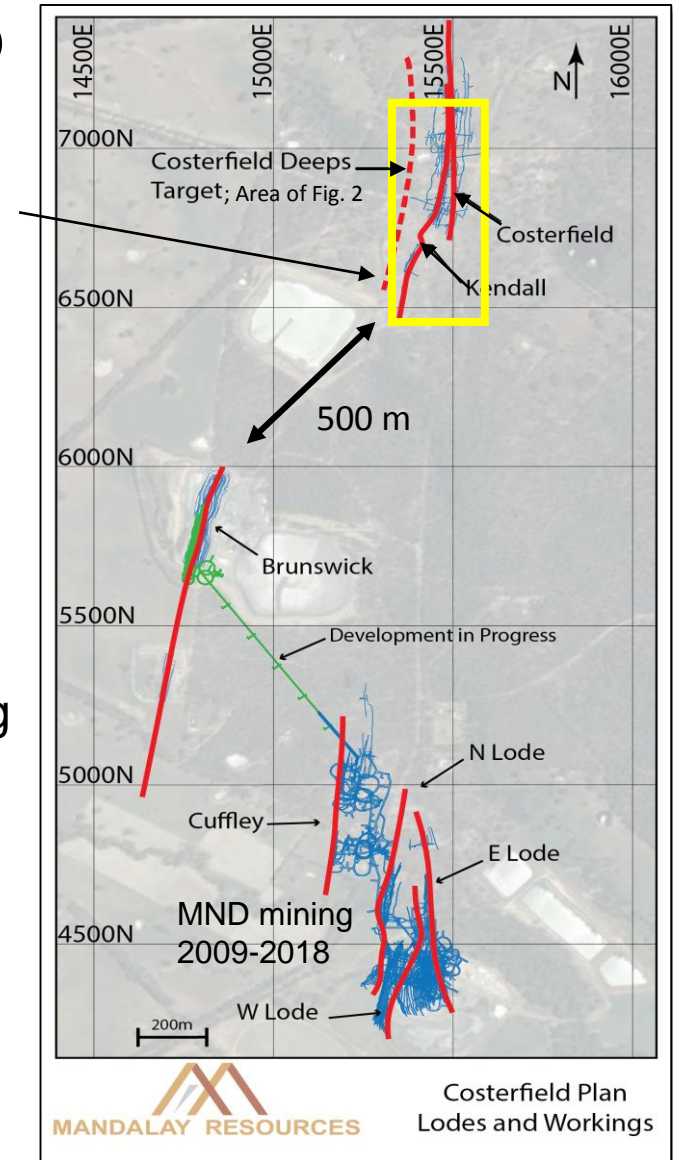 )
14500E
15000E
15500E
16000E
N
7000N
Costerfield Deeps
Target; Area of Fig. 2
Costerfield
Kendall
6500N
500 m
6000N
Brunswick
5500N
Development in Progress
g
N Lode
5000N
Cuffley
E Lode
MND mining
2009-2018
4500N
W Lode
200m
MANDALAY RESOURCES
Costerfield Plan
Lodes and Workings